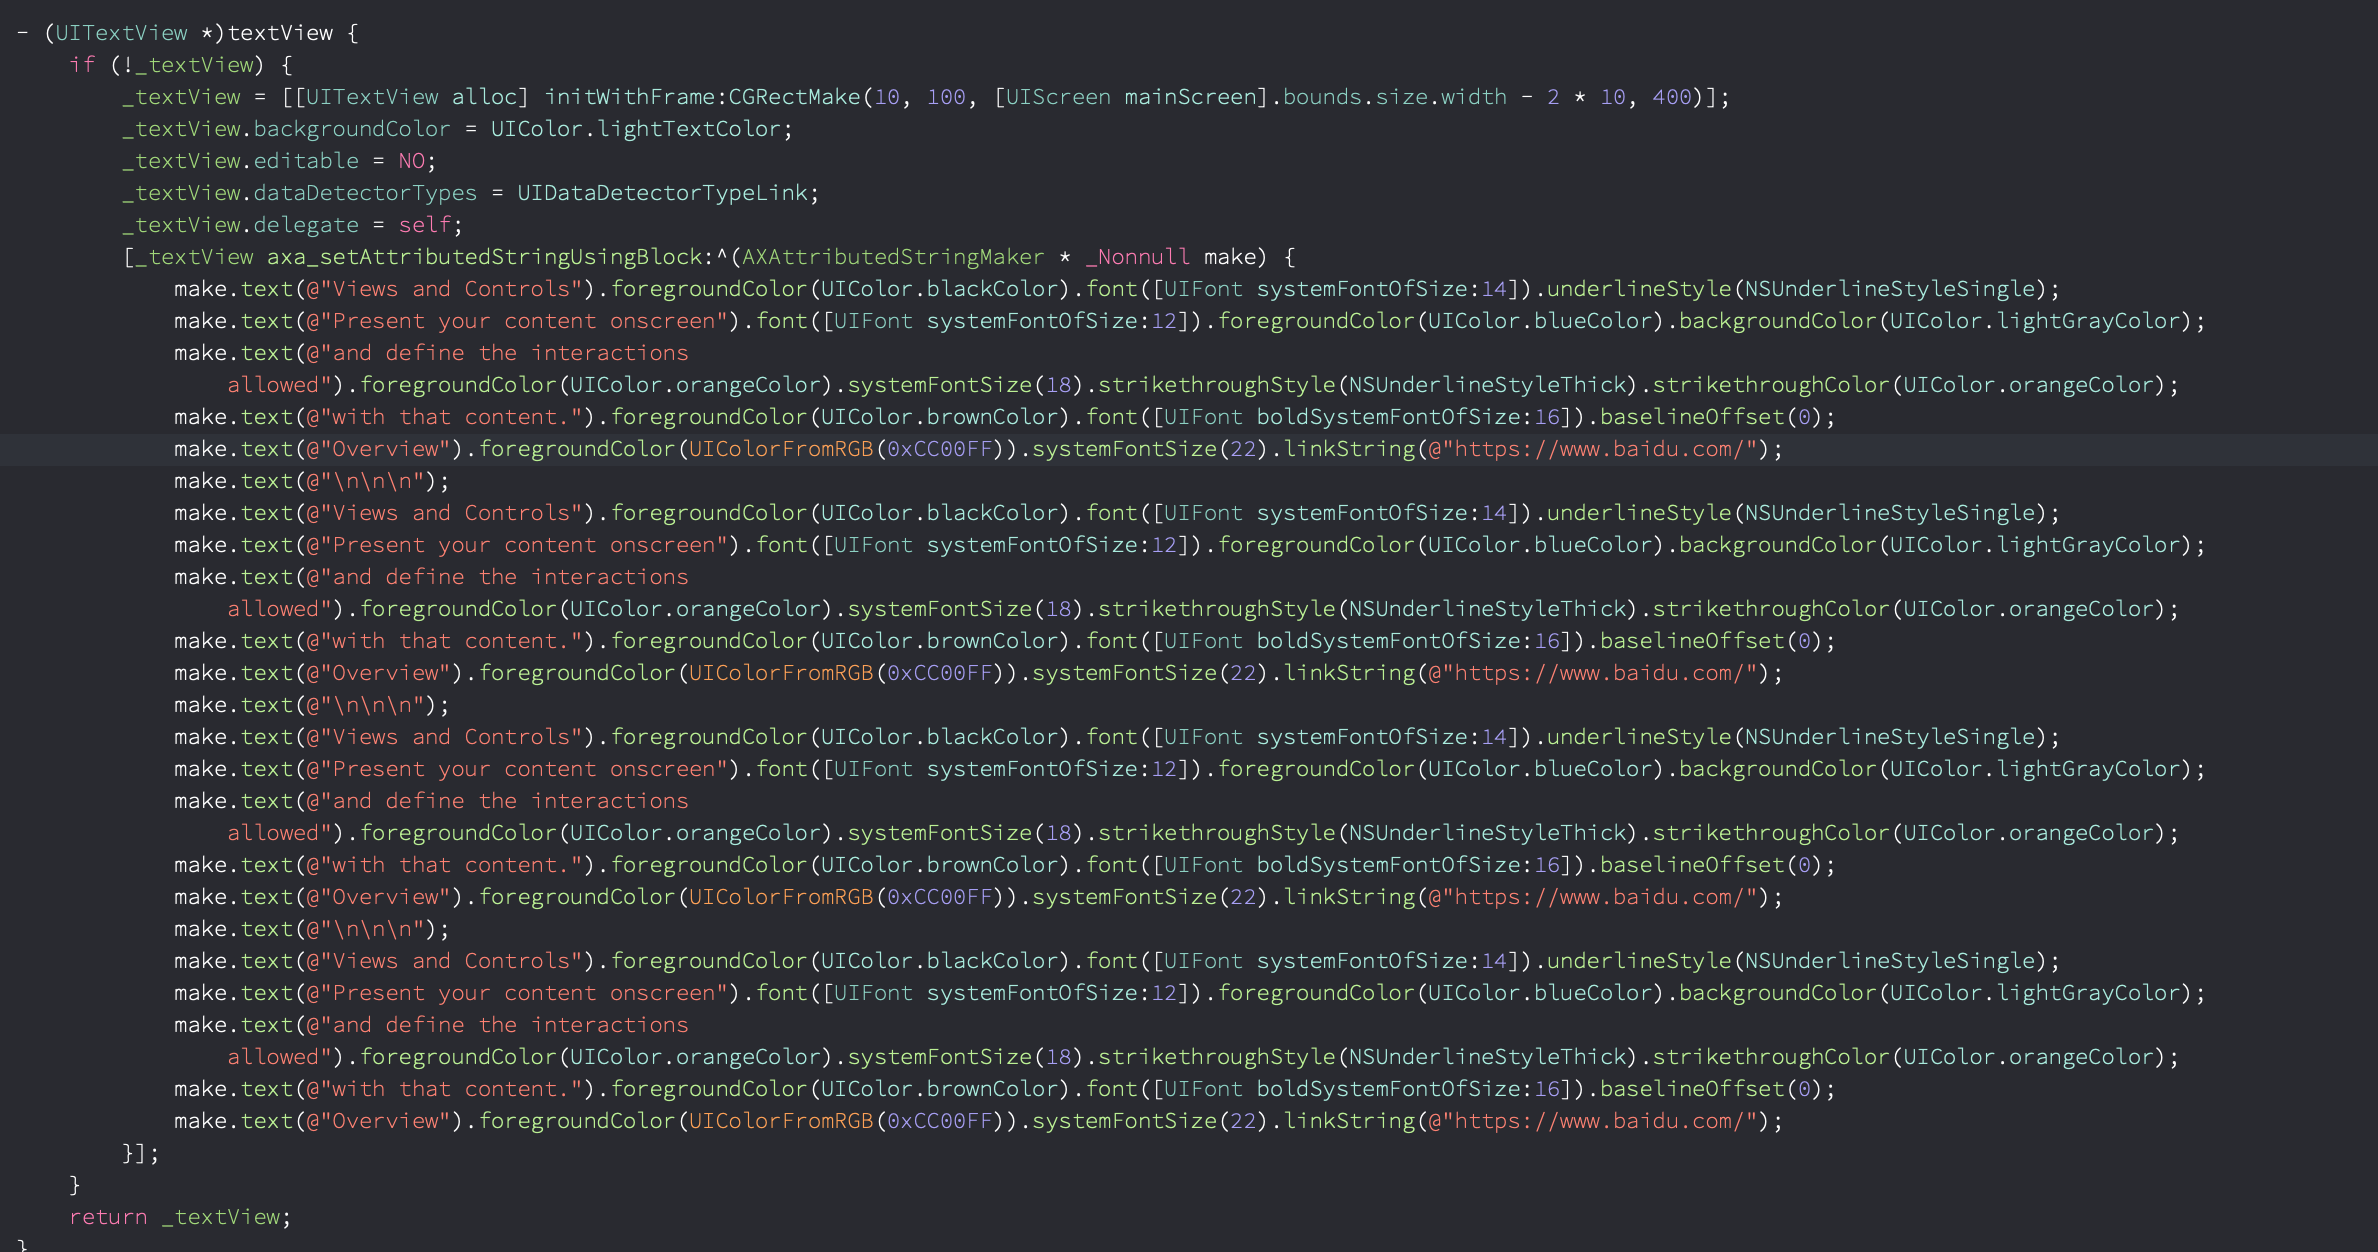 - (UITextView *)textView {
    if (!_textView) {
        _textView = [[UITextView alloc] initWithFrame:CGRectMake(10, 100, [UIScreen mainScreen].bounds.size.width - 2 * 10, 400)];
        _textView.backgroundColor = UIColor.lightTextColor;
        _textView.editable = NO;
        _textView.dataDetectorTypes = UIDataDetectorTypeLink;
        _textView.delegate = self;
        [_textView axa_setAttributedStringUsingBlock:^(AXAttributedStringMaker * _Nonnull make) {
            make.text(@"Views and Controls").foregroundColor(UIColor.blackColor).font([UIFont systemFontOfSize:14]).underlineStyle(NSUnderlineStyleSingle);
            make.text(@"Present your content onscreen").font([UIFont systemFontOfSize:12]).foregroundColor(UIColor.blueColor).backgroundColor(UIColor.lightGrayColor);
            make.text(@"and define the interactions
                allowed").foregroundColor(UIColor.orangeColor).systemFontSize(18).strikethroughStyle(NSUnderlineStyleThick).strikethroughColor(UIColor.orangeColor);
            make.text(@"with that content.").foregroundColor(UIColor.brownColor).font([UIFont boldSystemFontOfSize:16]).baselineOffset(0);
            make.text(@"Overview").foregroundColor(UIColorFromRGB(0xCC00FF)).systemFontSize(22).linkString(@"https://www.baidu.com/");
            make.text(@"\n\n\n");
            make.text(@"Views and Controls").foregroundColor(UIColor.blackColor).font([UIFont systemFontOfSize:14]).underlineStyle(NSUnderlineStyleSingle);
            make.text(@"Present your content onscreen").font([UIFont systemFontOfSize:12]).foregroundColor(UIColor.blueColor).backgroundColor(UIColor.lightGrayColor);
            make.text(@"and define the interactions
                allowed").foregroundColor(UIColor.orangeColor).systemFontSize(18).strikethroughStyle(NSUnderlineStyleThick).strikethroughColor(UIColor.orangeColor);
            make.text(@"with that content.").foregroundColor(UIColor.brownColor).font([UIFont boldSystemFontOfSize:16]).baselineOffset(0);
            make.text(@"Overview").foregroundColor(UIColorFromRGB(0xCC00FF)).systemFontSize(22).linkString(@"https://www.baidu.com/");
            make.text(@"\n\n\n");
            make.text(@"Views and Controls").foregroundColor(UIColor.blackColor).font([UIFont systemFontOfSize:14]).underlineStyle(NSUnderlineStyleSingle);
            make.text(@"Present your content onscreen").font([UIFont systemFontOfSize:12]).foregroundColor(UIColor.blueColor).backgroundColor(UIColor.lightGrayColor);
            make.text(@"and define the interactions
                allowed").foregroundColor(UIColor.orangeColor).systemFontSize(18).strikethroughStyle(NSUnderlineStyleThick).strikethroughColor(UIColor.orangeColor);
            make.text(@"with that content.").foregroundColor(UIColor.brownColor).font([UIFont boldSystemFontOfSize:16]).baselineOffset(0);
            make.text(@"Overview").foregroundColor(UIColorFromRGB(0xCC00FF)).systemFontSize(22).linkString(@"https://www.baidu.com/");
            make.text(@"\n\n\n");
            make.text(@"Views and Controls").foregroundColor(UIColor.blackColor).font([UIFont systemFontOfSize:14]).underlineStyle(NSUnderlineStyleSingle);
            make.text(@"Present your content onscreen").font([UIFont systemFontOfSize:12]).foregroundColor(UIColor.blueColor).backgroundColor(UIColor.lightGrayColor);
            make.text(@"and define the interactions
                allowed").foregroundColor(UIColor.orangeColor).systemFontSize(18).strikethroughStyle(NSUnderlineStyleThick).strikethroughColor(UIColor.orangeColor);
            make.text(@"with that content.").foregroundColor(UIColor.brownColor).font([UIFont boldSystemFontOfSize:16]).baselineOffset(0);
            make.text(@"Overview").foregroundColor(UIColorFromRGB(0xCC00FF)).systemFontSize(22).linkString(@"https://www.baidu.com/");
        }];
    }
    return _textView;
}